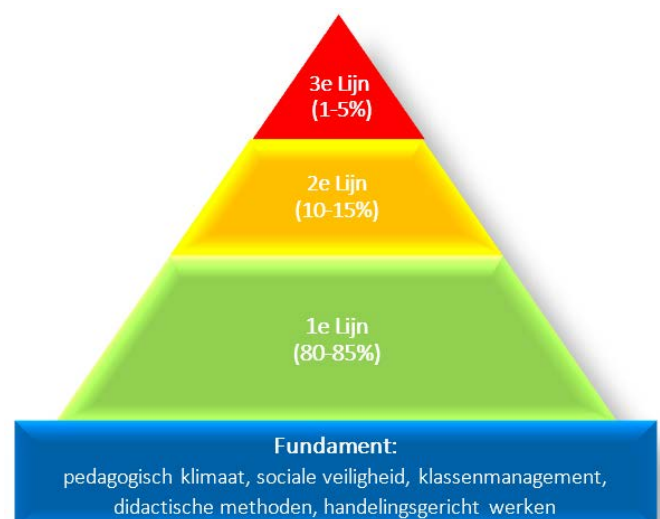 3e Lijn
(1-5%)
2e Lijn
(10-15%)
1e Lijn
(80-85%)
Fundament:
pedagogisch klimaat, sociale veiligheid, klassenmanagement,
didactische methoden, handelingsgericht werken